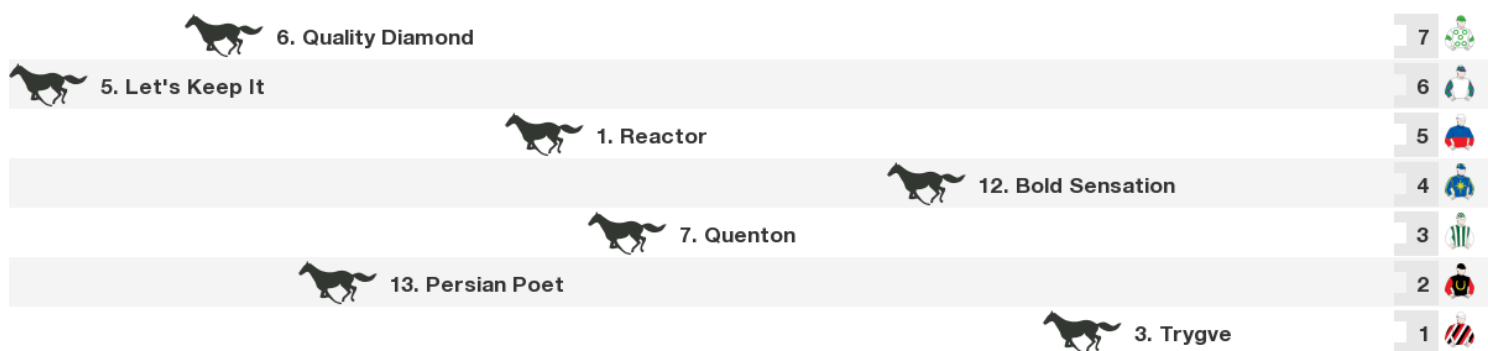 6. Quality Diamond 7
5. Let's Keep It 6
1. Reactor 5
12. Bold Sensation 4
7. Quenton 3
13. Persian Poet 2
3. Trygve 1